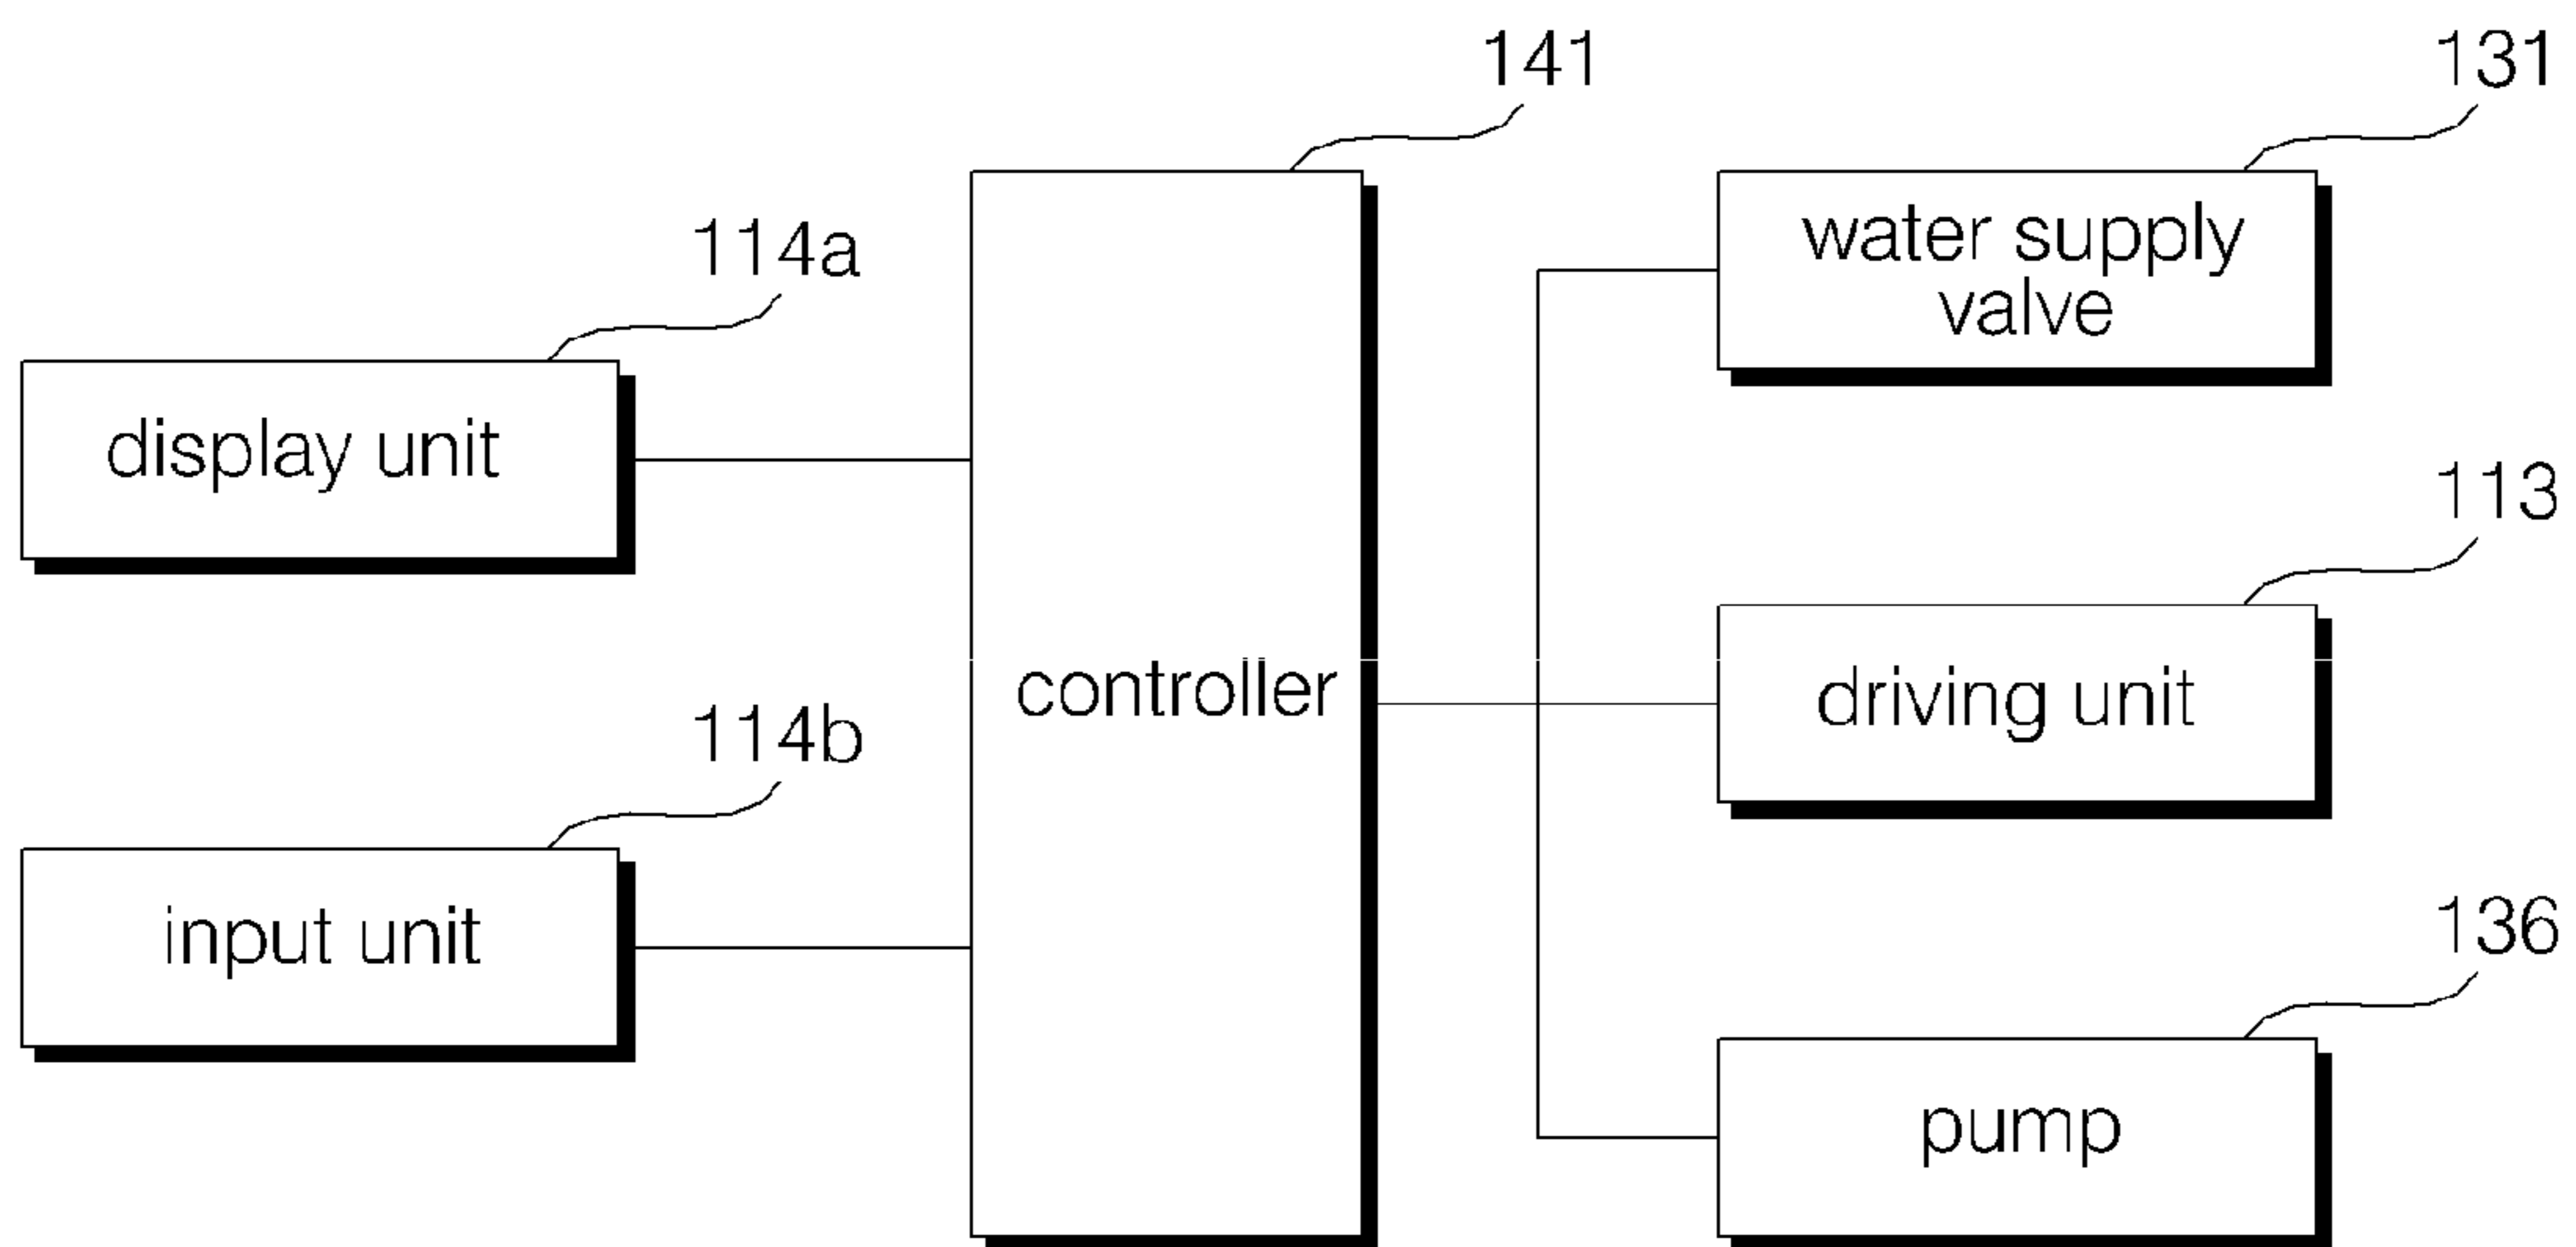 141
131
114a
water supply
valve
display unit
113
controller
driving unit
114b
input unit
136
pump